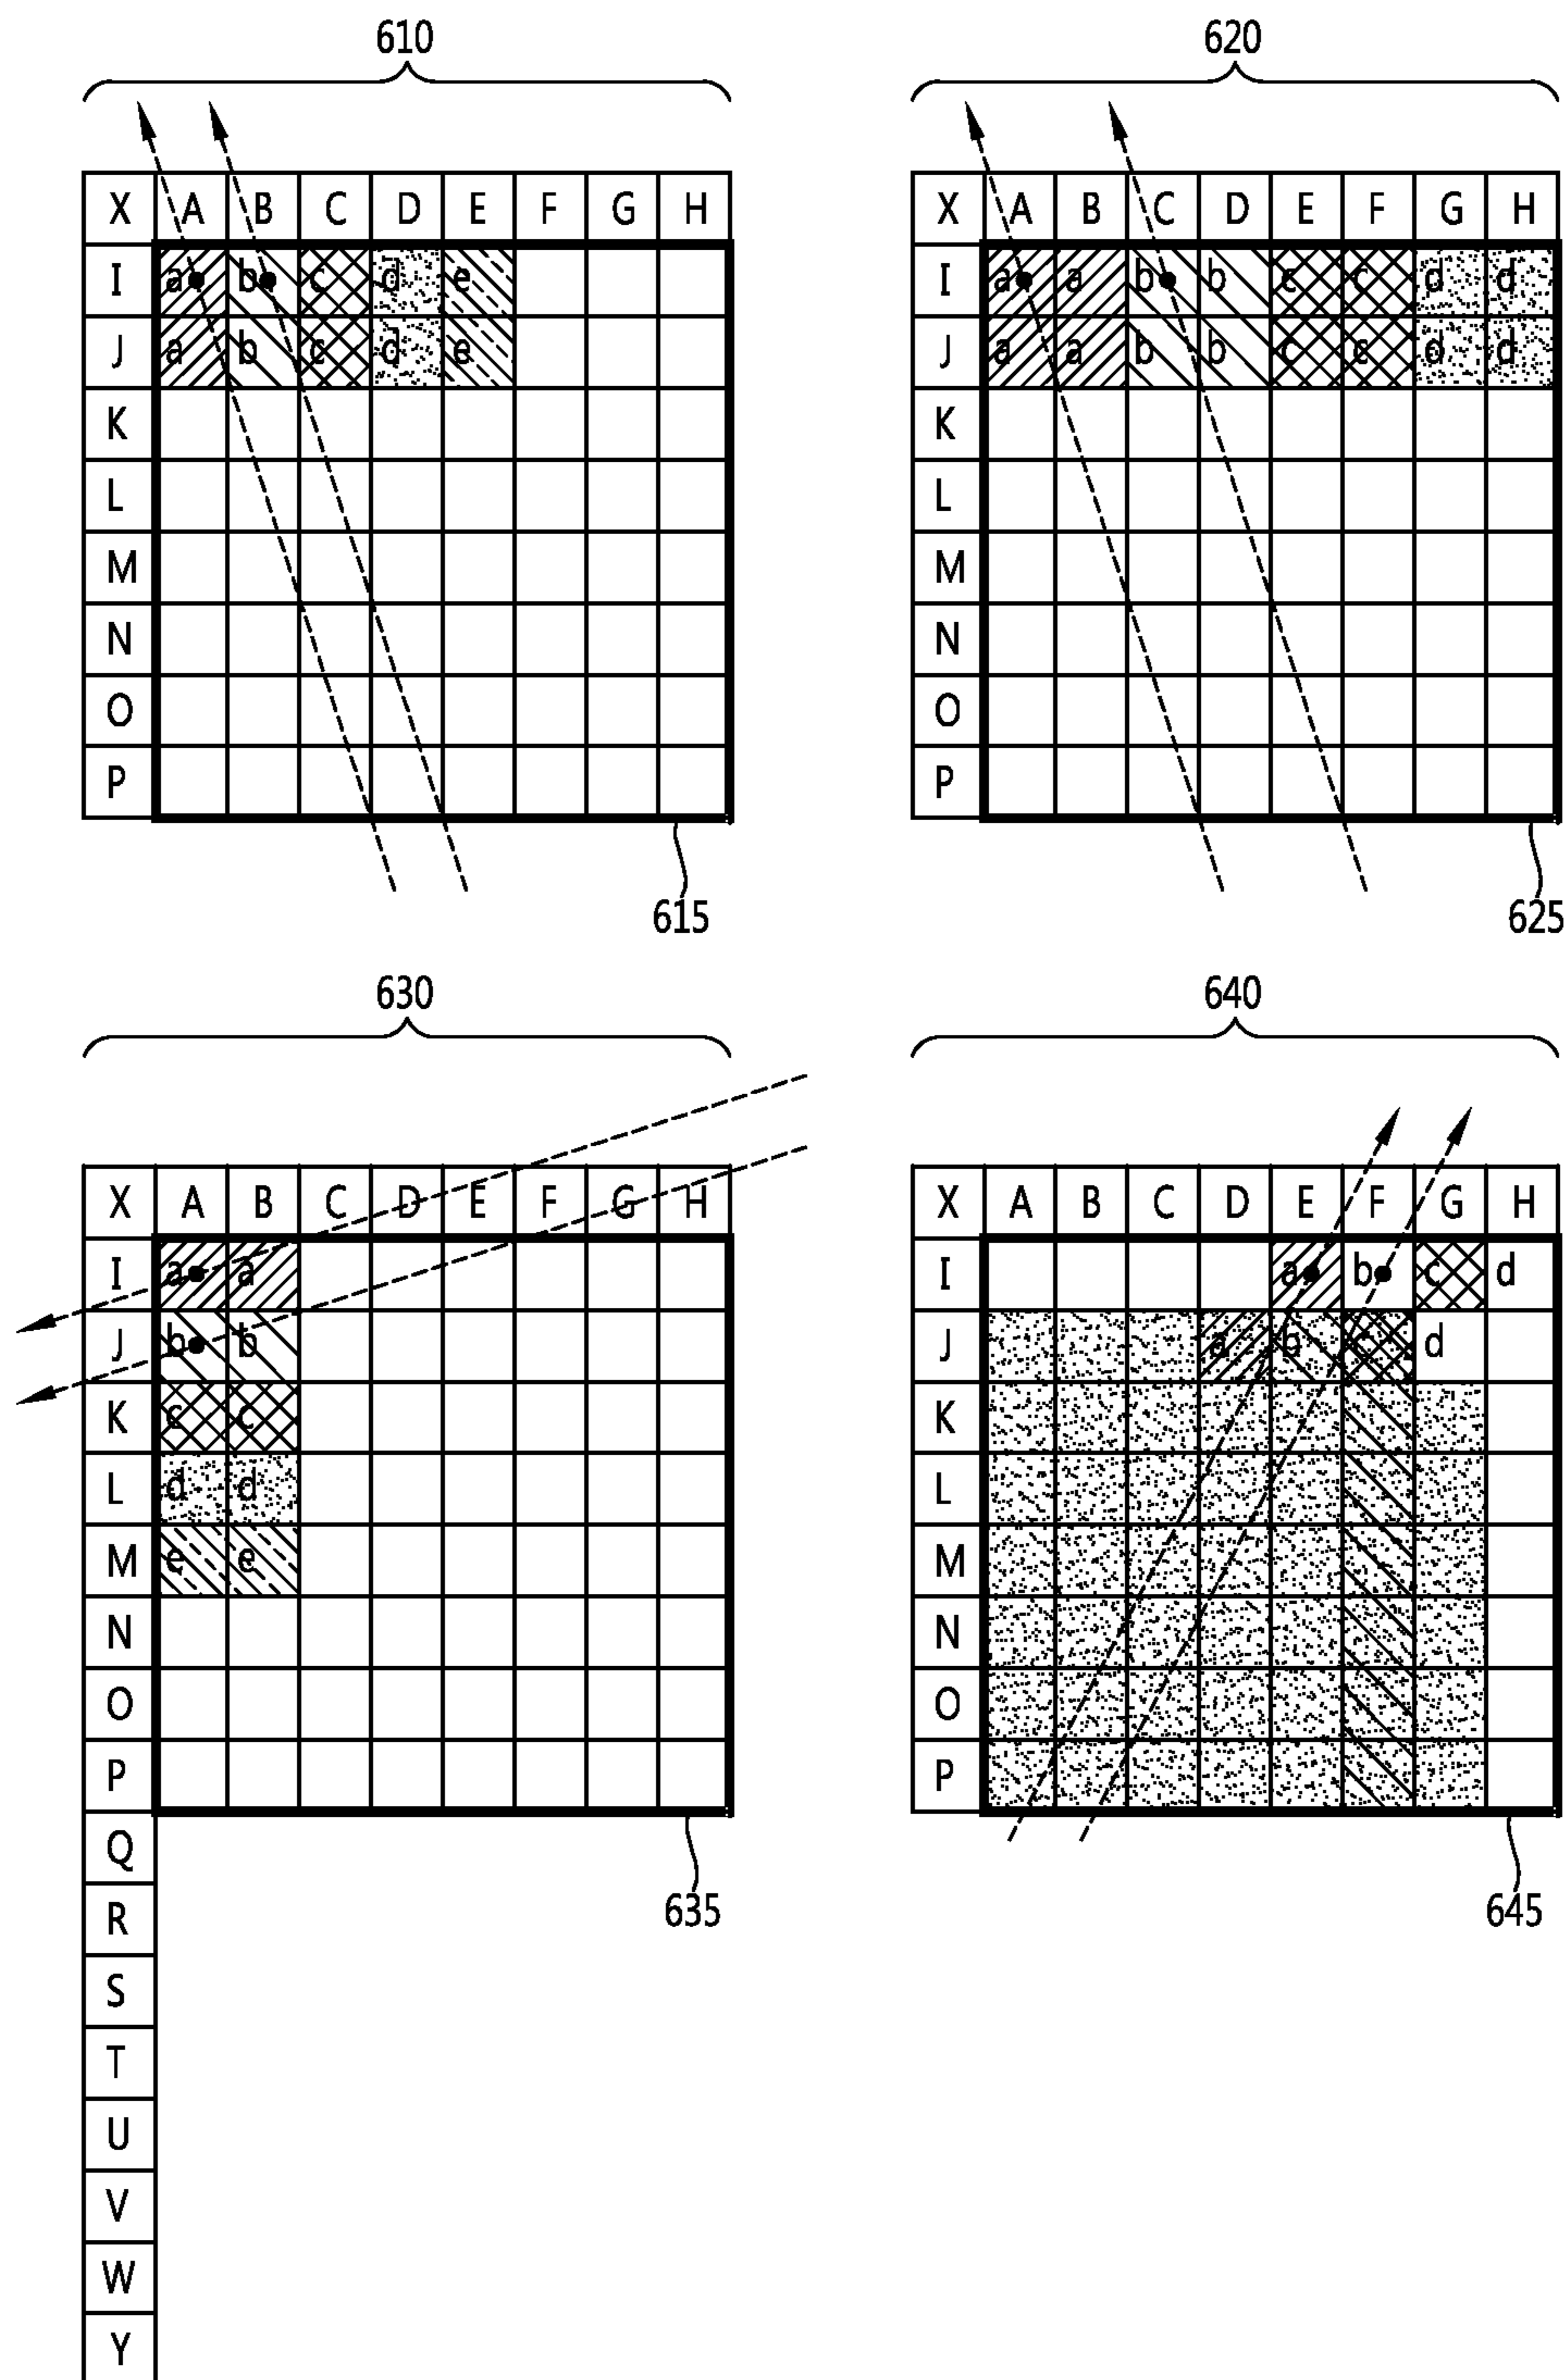 610
620
X A B C D E F G H
X A B C D E F G H
I a b c d e
I a a b b c c d d
J a b c d e
J a a b b c c d d
K
K
L
L
M
M
N
N
O
O
P
P
615
625
630
640
X A B C D E F G H
X A B C D E F G H
I a a
I a b c d
J b b
J a b d
K c c
K
L d d
L
M e e
M
N
N
O
O
P
P
Q
R
635
645
S
T
U
V
W
Y